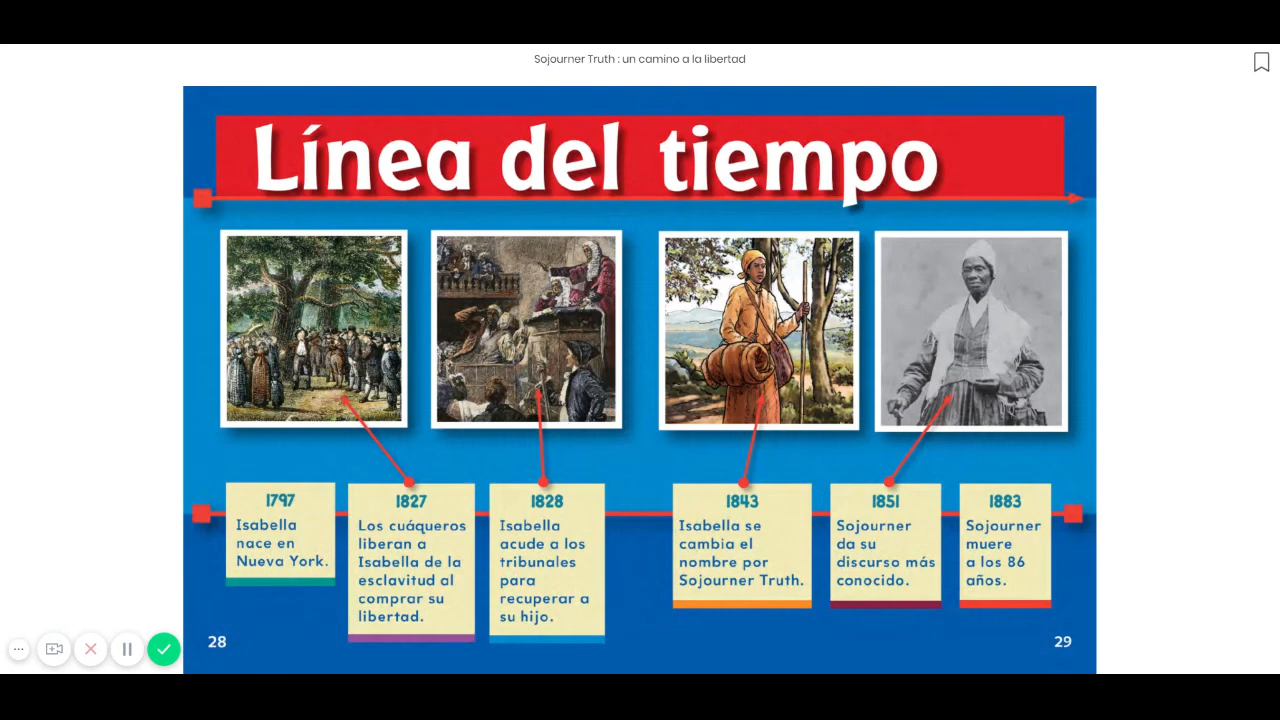 Sojourner Truth : un camino a la libertad
Línea del tiempo
1797
Isabella
nace en
Nueva York.
1827
Los cuáqueros
liberan a
Isabella de la
esclavitud al
comprar su
libertad.
1828
Isabella
acude a los
tribunales
para
recuperar a
su hijo.
1843
Isabella se
cambia el
nombre por
Sojourner Truth.
1851
Sojourner
da su
discurso más
conocido.
1883
Sojourner
muere
a los 86
años.
28
29